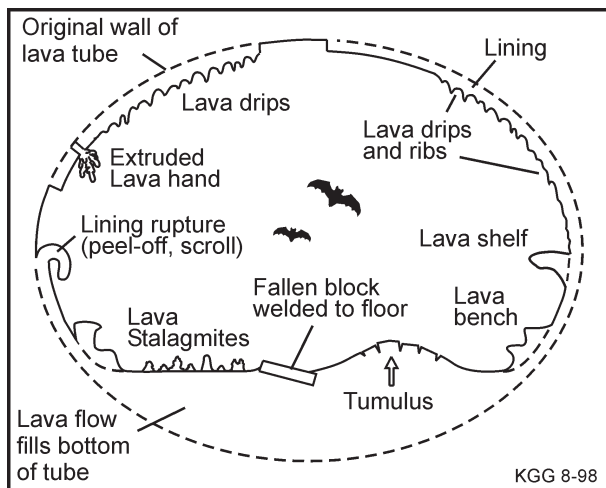 Original wall of
lava tube
Lining
Lava drips
Lava drips
and ribs
Extruded
Lava hand
Lining rupture
(peel-off, scroll)
Lava shelf
Fallen block
welded to floor
Lava
bench
Lava
Stalagmites
Tumulus
Lava flow
fills bottom
of tube
KGG 8-98